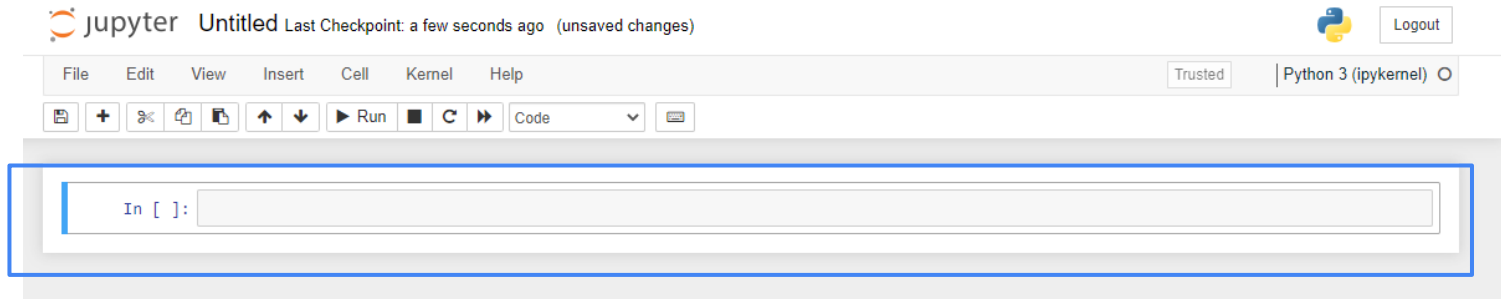 jupyter Untitled Last Checkpoint: a few seconds ago (unsaved changes) Logout
File Edit View Insert Cell Kernel Help Trusted Python 3 (ipykernel)
Run Code
In [ ]: